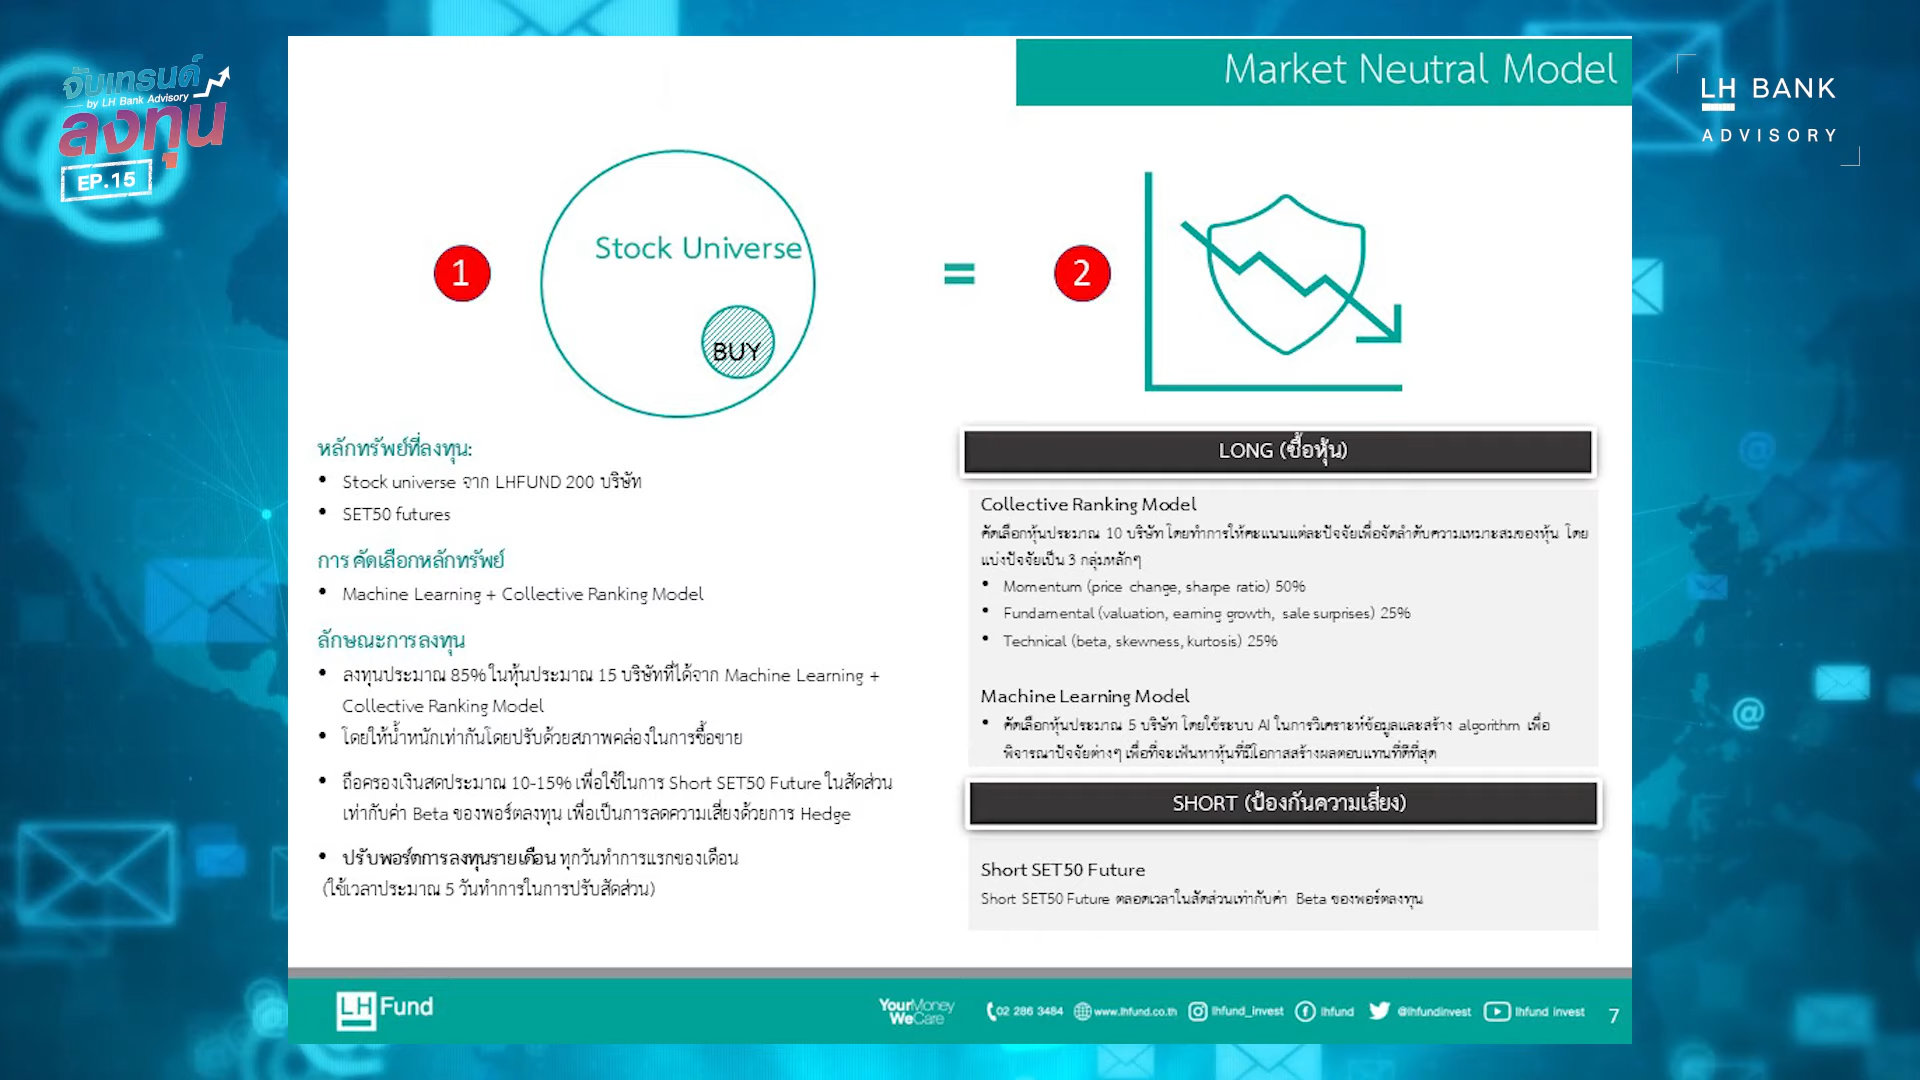 จับเทรนด์
by LH Bank Advisory
ลงทุน
EP.15
LH BANK
ADVISORY
Market Neutral Model
1
Stock Universe
BUY
=
2
หลักทรัพย์ที่ลงทุน:
• Stock universe จาก LHFUND 200 บริษัท
• SET50 futures
การ คัดเลือกหลักทรัพย์
• Machine Learning + Collective Ranking Model
ลักษณะการลงทุน
• ลงทุนประมาณ 85% ในหุ้นประมาณ 15 บริษัทที่ได้จาก Machine Learning +
Collective Ranking Model
• โดยให้น้ำหนักเท่ากันโดยปรับด้วยสภาพคล่องในการซื้อขาย
• ถือครองเงินสดประมาณ 10-15% เพื่อใช้ในการ Short SET50 Future ในสัดส่วน
เท่ากับค่า Beta ของพอร์ตลงทุน เพื่อเป็นการลดความเสี่ยงด้วยการ Hedge
• ปรับพอร์ตการลงทุนรายเดือน ทุกวันทำการแรกของเดือน
(ใช้เวลาประมาณ 5 วันทำการในการปรับสัดส่วน)
LONG (ซื้อหุ้น)
Collective Ranking Model
คัดเลือกหุ้นประมาณ 10 บริษัท โดยทำการให้คะแนนแต่ละปัจจัยเพื่อจัดลำดับความเหมาะสมของหุ้น โดย
แบ่งปัจจัยเป็น 3 กลุ่มหลักๆ
• Momentum (price change, sharpe ratio) 50%
• Fundamental (valuation, earning growth, sale surprises) 25%
• Technical (beta, skewness, kurtosis) 25%
Machine Learning Model
• คัดเลือกหุ้นประมาณ 5 บริษัท โดยใช้ระบบ AI ในการวิเคราะห์ข้อมูลและสร้าง algorithm เพื่อ
พิจารณาปัจจัยต่างๆ เพื่อที่จะเฟ้นหาหุ้นที่มีโอกาสสร้างผลตอบแทนที่ดีที่สุด
SHORT (ป้องกันความเสี่ยง)
Short SET50 Future
Short SET50 Future ตลอดเวลาในสัดส่วนเท่ากับค่า Beta ของพอร์ตลงทุน
LH Fund
YourMoney
WeCare
02 286 3484 www.lhfund.co.th lhfund_invest lhfund @lhfundinvest lhfund invest
7